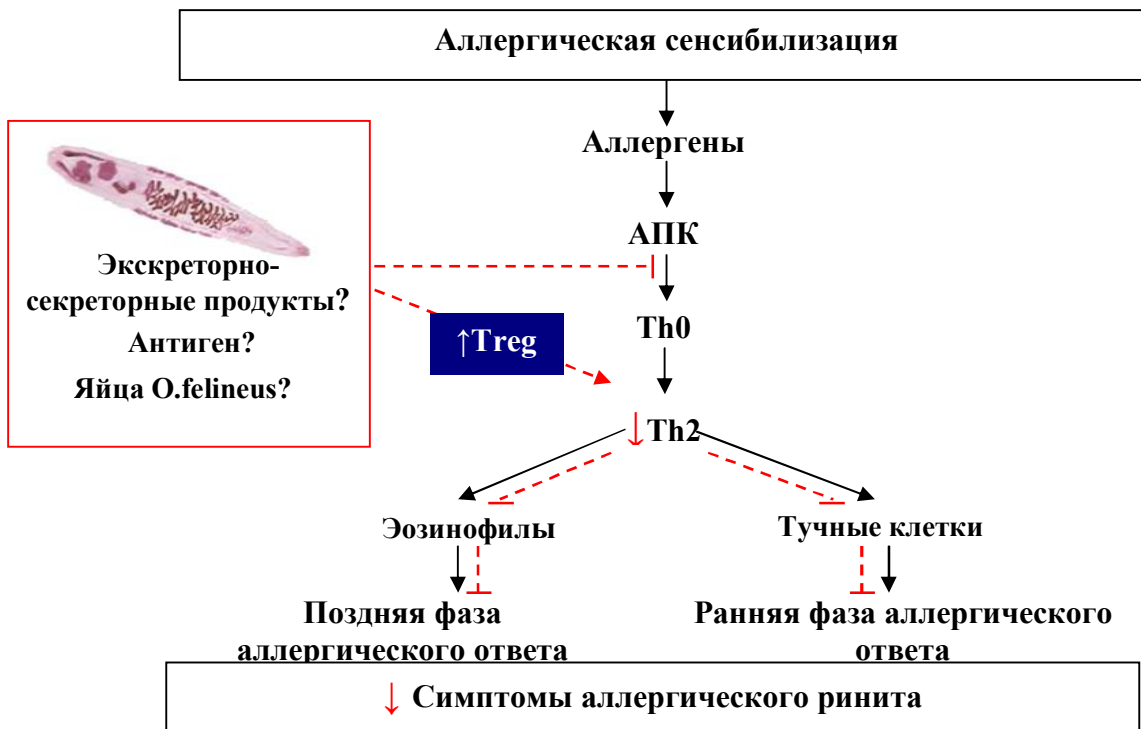 Аллергическая сенсибилизация
Аллергены
АПК
Экскреторно-
секреторные продукты?
Антиген?
Яйца O.felineus?
Th0
↑Treg
↓ Th2
Эозинофилы
Тучные клетки
Поздняя фаза
аллергического ответа
Ранняя фаза аллергического
ответа
↓ Симптомы аллергического ринита